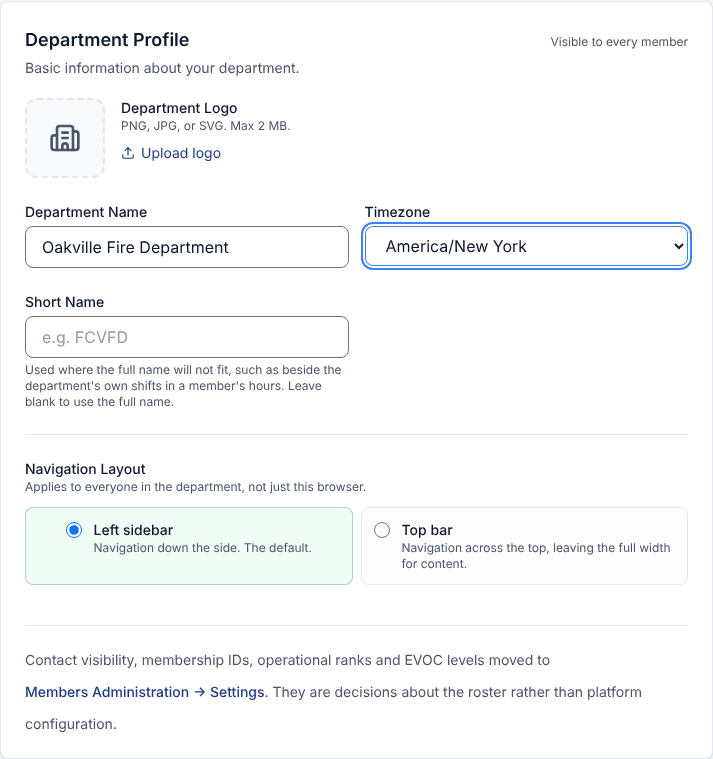 Department Profile
Visible to every member
Basic information about your department.
Department Logo
PNG, JPG, or SVG. Max 2 MB.
Upload logo
Department Name
Timezone
Oakville Fire Department
America/New York
Short Name
e.g. FCVFD
Used where the full name will not fit, such as beside the
department's own shifts in a member's hours. Leave
blank to use the full name.
Navigation Layout
Applies to everyone in the department, not just this browser.
Left sidebar
Navigation down the side. The default.
Top bar
Navigation across the top, leaving the full width
for content.
Contact visibility, membership IDs, operational ranks and EVOC levels moved to
Members Administration → Settings. They are decisions about the roster rather than platform
configuration.